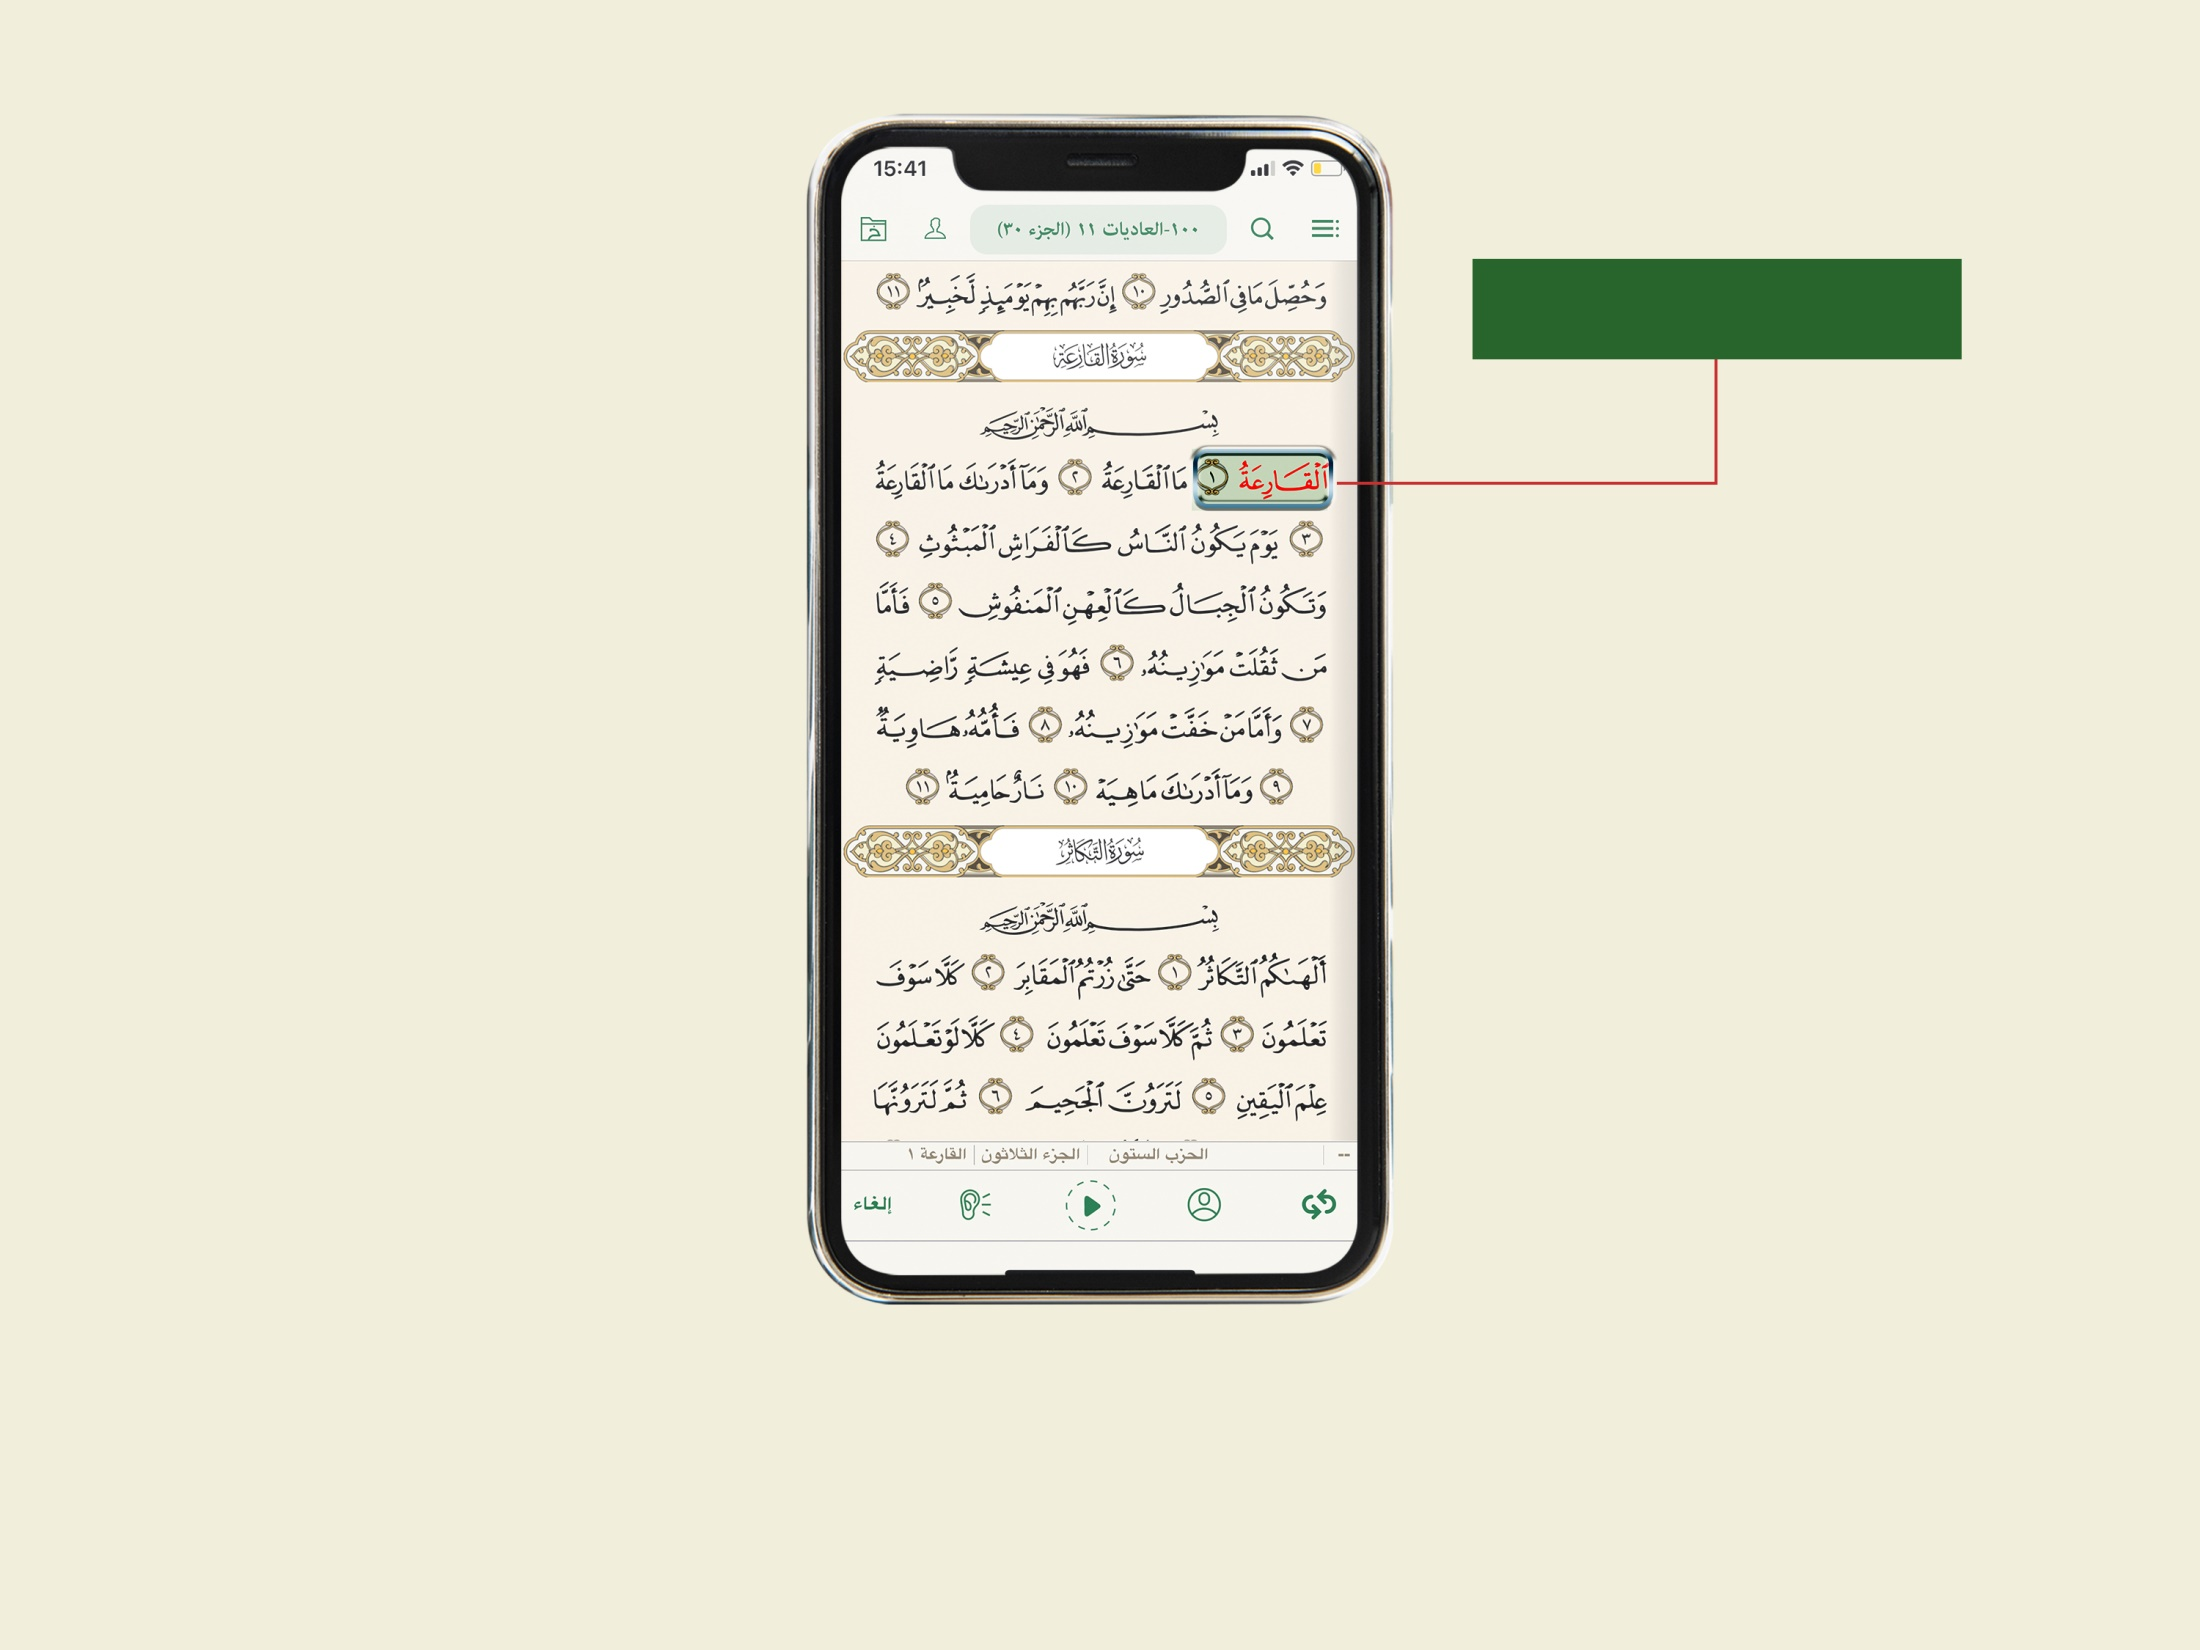 15:41
١٠٠-العاديات ١١ (الجزء ٣٠)
وَحُصِّلَ مَا فِى ٱلصُّدُورِ ١٠ إِنَّ رَبَّهُم بِهِمْ يَوْمَئِذٍ لَّخَبِيرٌۢ ١١
سُورَةُ القَارِعَةِ
بِسْمِ ٱللَّهِ ٱلرَّحْمَٰنِ ٱلرَّحِيمِ
ٱلْقَارِعَةُ ١ مَا ٱلْقَارِعَةُ ٢ وَمَآ أَدْرَىٰكَ مَا ٱلْقَارِعَةُ
٣ يَوْمَ يَكُونُ ٱلنَّاسُ كَٱلْفَرَاشِ ٱلْمَبْثُوثِ ٤
وَتَكُونُ ٱلْجِبَالُ كَٱلْعِهْنِ ٱلْمَنفُوشِ ٥ فَأَمَّا
مَن ثَقُلَتْ مَوَٰزِينُهُۥ ٦ فَهُوَ فِى عِيشَةٍ رَّاضِيَةٍ
٧ وَأَمَّا مَنْ خَفَّتْ مَوَٰزِينُهُۥ ٨ فَأُمُّهُۥ هَاوِيَةٌ
٩ وَمَآ أَدْرَىٰكَ مَا هِيَهْ ١٠ نَارٌ حَامِيَةٌۢ ١١
سُورَةُ التَّكَاثُرِ
بِسْمِ ٱللَّهِ ٱلرَّحْمَٰنِ ٱلرَّحِيمِ
أَلْهَىٰكُمُ ٱلتَّكَاثُرُ ١ حَتَّىٰ زُرْتُمُ ٱلْمَقَابِرَ ٢ كَلَّا سَوْفَ
تَعْلَمُونَ ٣ ثُمَّ كَلَّا سَوْفَ تَعْلَمُونَ ٤ كَلَّا لَوْ تَعْلَمُونَ
عِلْمَ ٱلْيَقِينِ ٥ لَتَرَوُنَّ ٱلْجَحِيمَ ٦ ثُمَّ لَتَرَوُنَّهَا
-- الحزب الستون الجزء الثلاثون القارعة ١
إلغاء